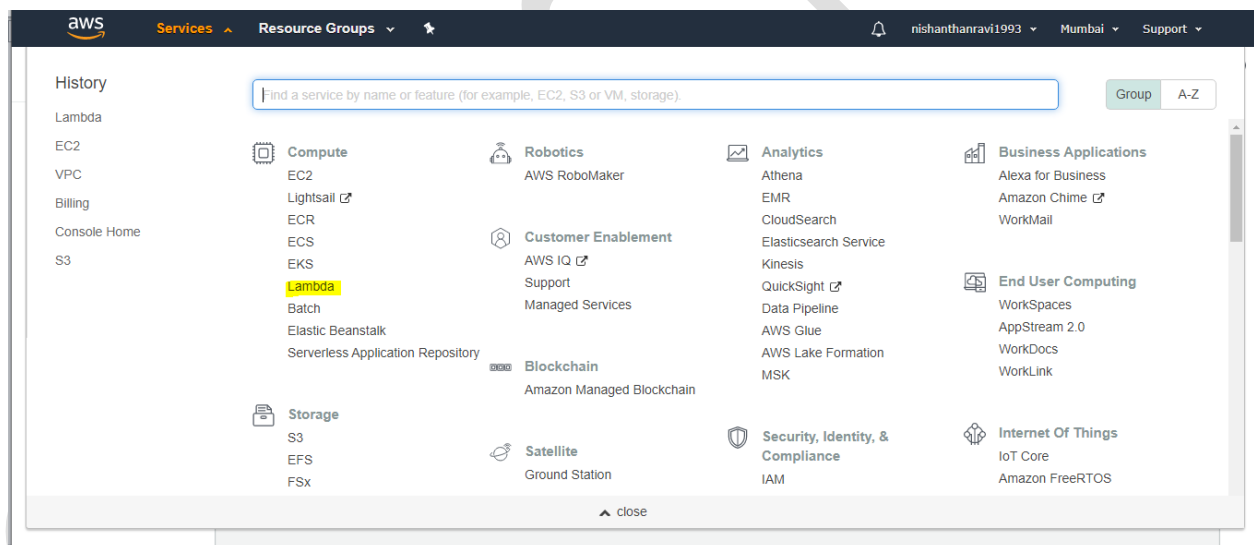 aws Services Resource Groups nishanthanravi1993 Mumbai Support
History
Lambda
EC2
VPC
Billing
Console Home
S3
Find a service by name or feature (for example, EC2, S3 or VM, storage).
Group A-Z
Compute
EC2
Lightsail
ECR
ECS
EKS
Lambda
Batch
Elastic Beanstalk
Serverless Application Repository
Storage
S3
EFS
FSx
Robotics
AWS RoboMaker
Customer Enablement
AWS IQ
Support
Managed Services
Blockchain
Amazon Managed Blockchain
Satellite
Ground Station
Analytics
Athena
EMR
CloudSearch
Elasticsearch Service
Kinesis
QuickSight
Data Pipeline
AWS Glue
AWS Lake Formation
MSK
Security, Identity, &
Compliance
IAM
Business Applications
Alexa for Business
Amazon Chime
WorkMail
End User Computing
WorkSpaces
AppStream 2.0
WorkDocs
WorkLink
Internet Of Things
IoT Core
Amazon FreeRTOS
close